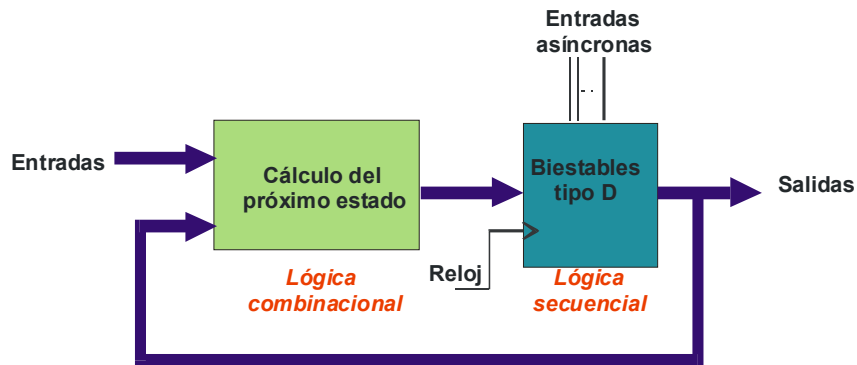 Entradas
asíncronas
Entradas
Cálculo del
próximo estado
Biestables
tipo D
Salidas
Reloj
Lógica
combinacional
Lógica
secuencial